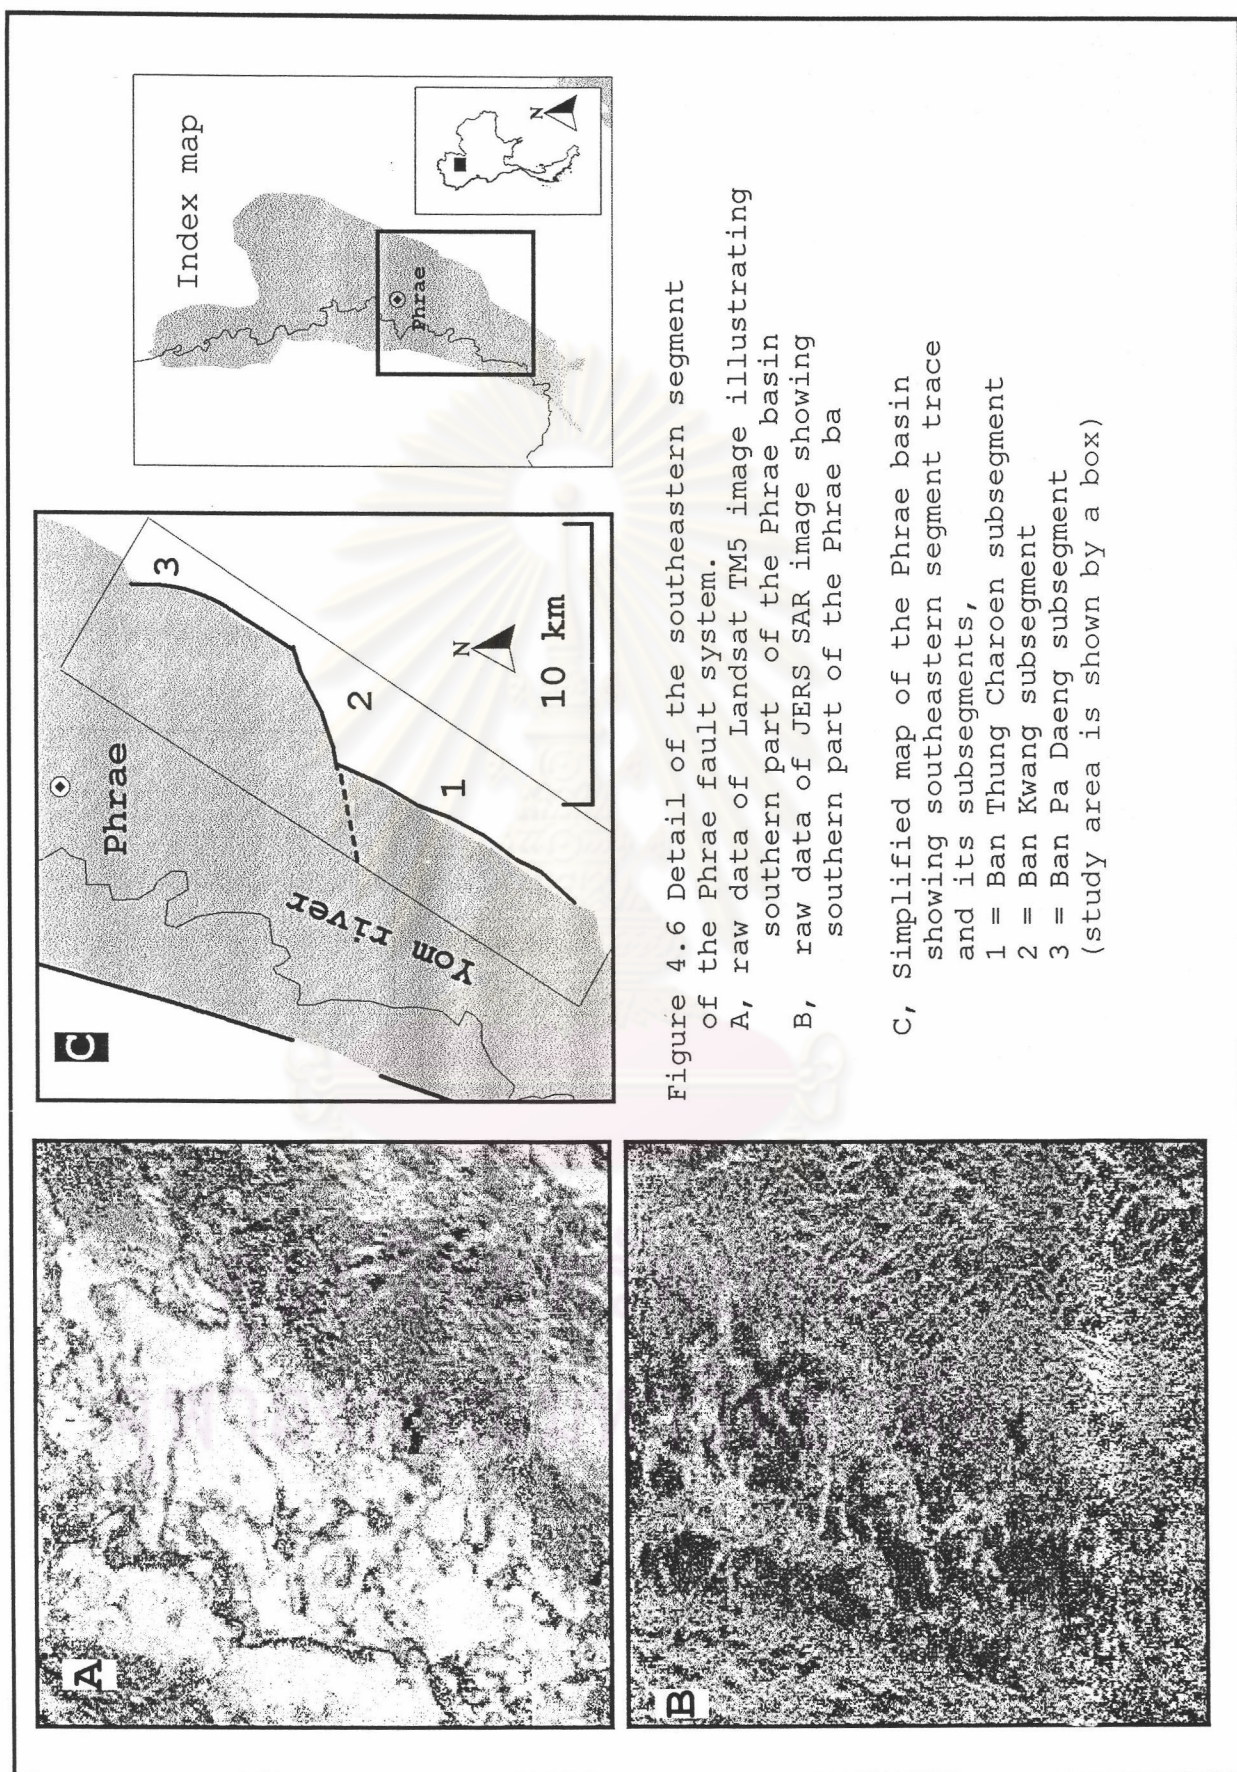 A
B
C
Phrae
Yom river
1
2
3
N
10 km
Index map
Phrae
N
Figure 4.6 Detail of the southeastern segment
of the Phrae fault system.
A, raw data of Landsat TM5 image illustrating
southern part of the Phrae basin
B, raw data of JERS SAR image showing
southern part of the Phrae ba
C, Simplified map of the Phrae basin
showing southeastern segment trace
and its subsegments,
1 = Ban Thung Charoen subsegment
2 = Ban Kwang subsegment
3 = Ban Pa Daeng subsegment
(study area is shown by a box)